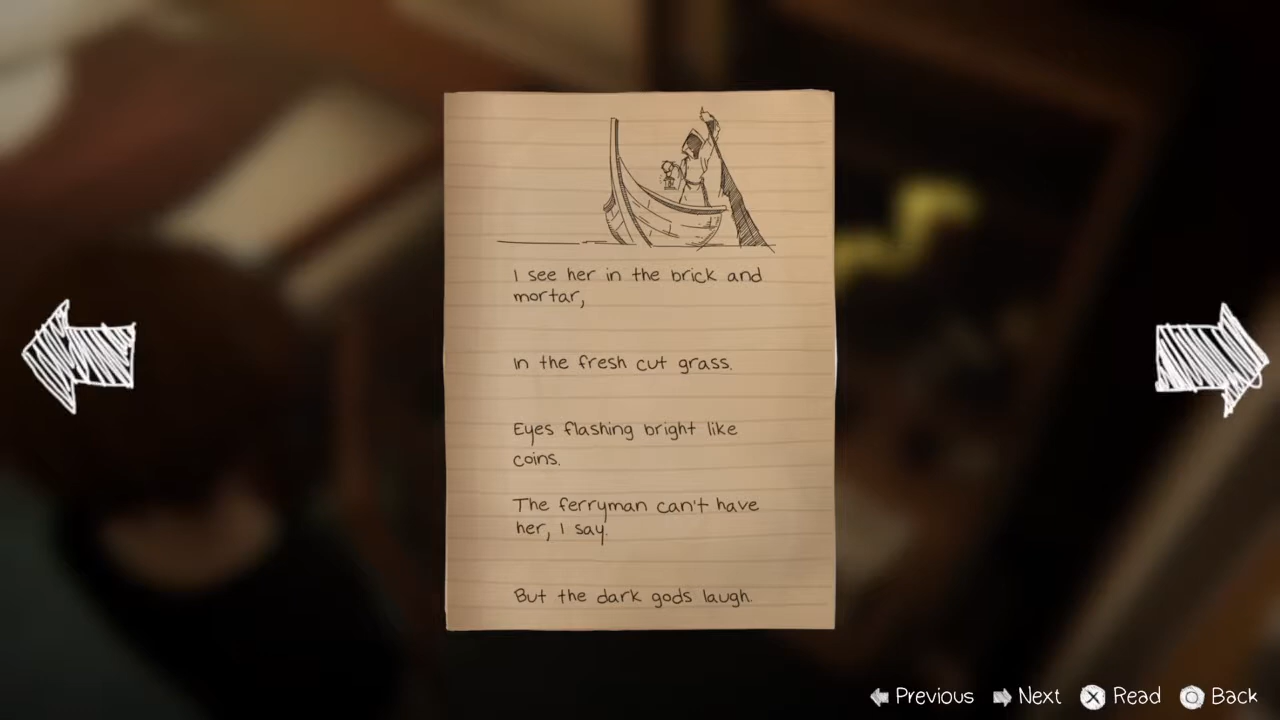 I see her in the brick and
mortar,
In the fresh cut grass.
Eyes flashing bright like
coins.
The ferryman can't have
her, I say.
But the dark gods laugh.
Previous Next X Read O Back